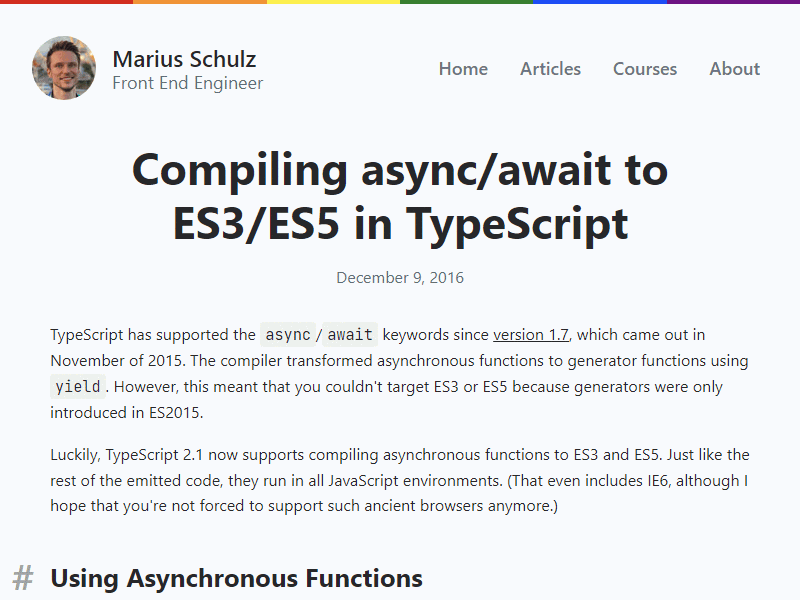 Marius Schulz
Front End Engineer
Home Articles Courses About
Compiling async/await to
ES3/ES5 in TypeScript
December 9, 2016
TypeScript has supported the async/await keywords since version 1.7, which came out in
November of 2015. The compiler transformed asynchronous functions to generator functions using
yield. However, this meant that you couldn't target ES3 or ES5 because generators were only
introduced in ES2015.
Luckily, TypeScript 2.1 now supports compiling asynchronous functions to ES3 and ES5. Just like the
rest of the emitted code, they run in all JavaScript environments. (That even includes IE6, although I
hope that you're not forced to support such ancient browsers anymore.)
# Using Asynchronous Functions